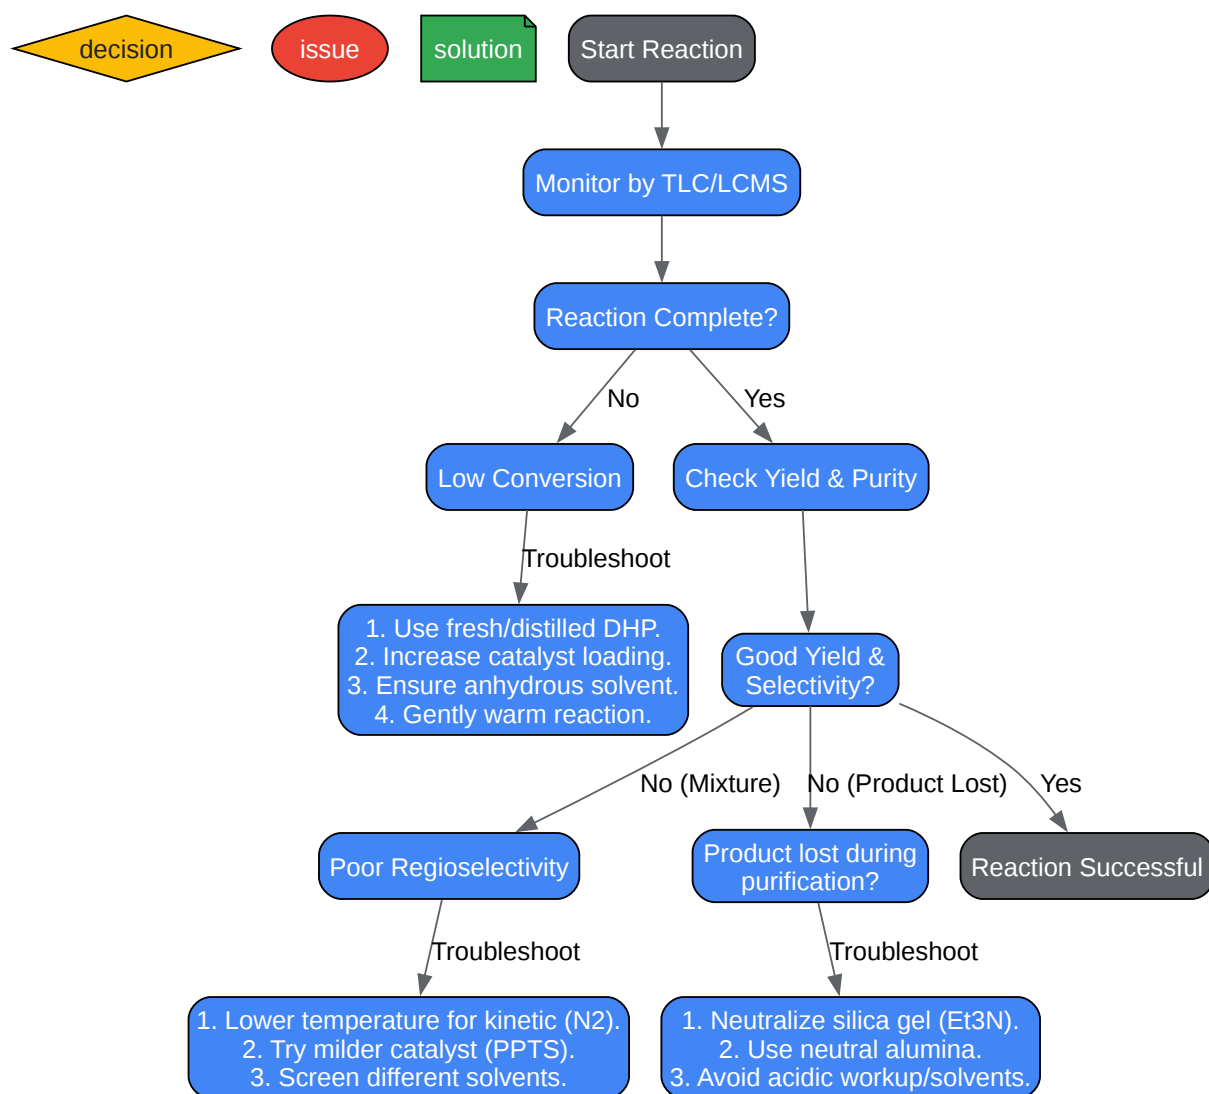 decision
issue
solution
Start Reaction
Monitor by TLC/LCMS
Reaction Complete?
No
Yes
Low Conversion
Check Yield & Purity
Troubleshoot
1. Use fresh/distilled DHP.
2. Increase catalyst loading.
3. Ensure anhydrous solvent.
4. Gently warm reaction.
Good Yield &
Selectivity?
No (Mixture)
No (Product Lost)
Yes
Poor Regioselectivity
Product lost during
purification?
Reaction Successful
Troubleshoot
Troubleshoot
1. Lower temperature for kinetic (N2).
2. Try milder catalyst (PPTS).
3. Screen different solvents.
1. Neutralize silica gel (Et3N).
2. Use neutral alumina.
3. Avoid acidic workup/solvents.